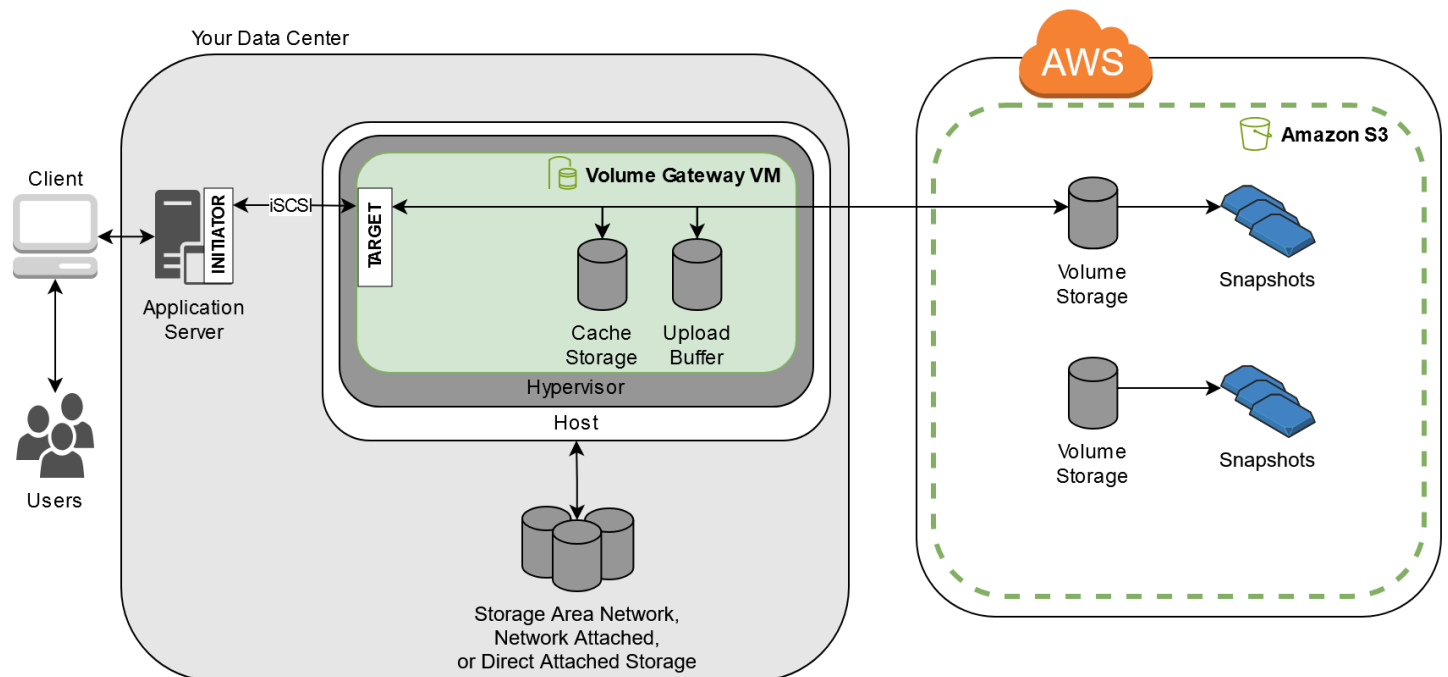 Your Data Center
AWS
Amazon S3
Client
Volume Gateway VM
INITIATOR
iSCSI
TARGET
Application
Server
Cache
Storage
Upload
Buffer
Hypervisor
Host
Users
Storage Area Network,
Network Attached,
or Direct Attached Storage
Volume
Storage
Snapshots
Volume
Storage
Snapshots